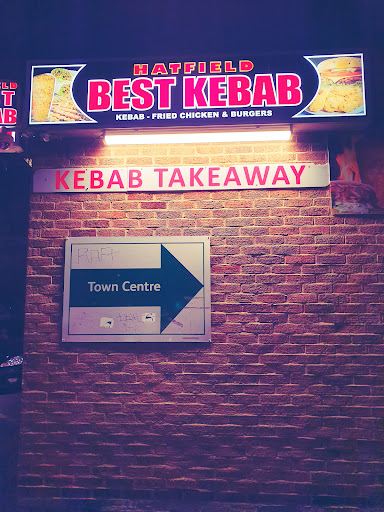 HATFIELD
BEST KEBAB
KEBAB - FRIED CHICKEN & BURGERS
KEBAB TAKEAWAY
Town Centre